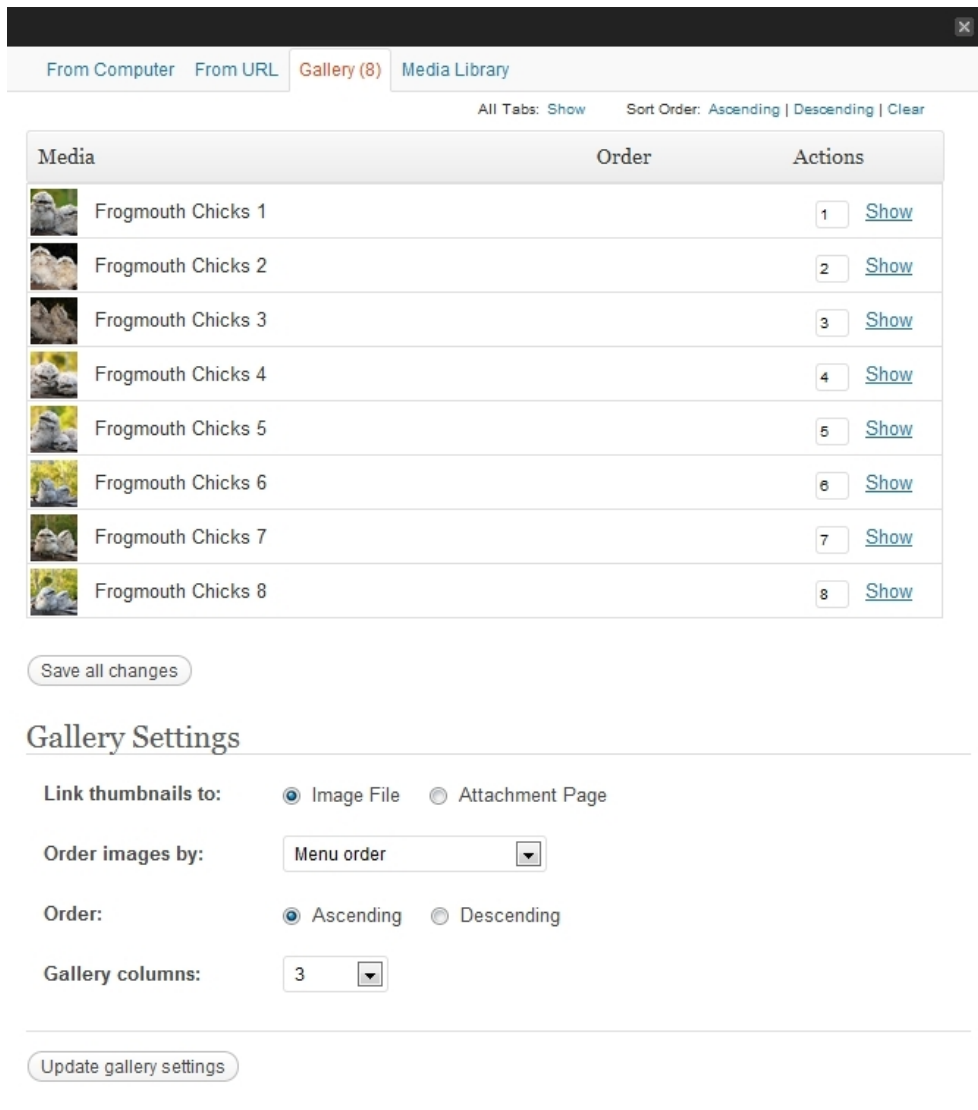 From Computer From URL Gallery (8) Media Library
All Tabs: Show Sort Order: Ascending | Descending | Clear
Media Order Actions
Frogmouth Chicks 1 1 Show
Frogmouth Chicks 2 2 Show
Frogmouth Chicks 3 3 Show
Frogmouth Chicks 4 4 Show
Frogmouth Chicks 5 5 Show
Frogmouth Chicks 6 6 Show
Frogmouth Chicks 7 7 Show
Frogmouth Chicks 8 8 Show
Save all changes
Gallery Settings
Link thumbnails to: Image File Attachment Page
Order images by: Menu order
Order: Ascending Descending
Gallery columns: 3
Update gallery settings